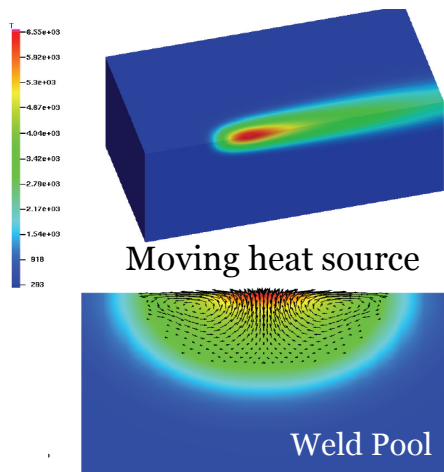 T
6.55e+03
5.92e+03
5.3e+03
4.67e+03
4.04e+03
3.42e+03
2.79e+03
2.17e+03
1.54e+03
918
293
Moving heat source
Weld Pool